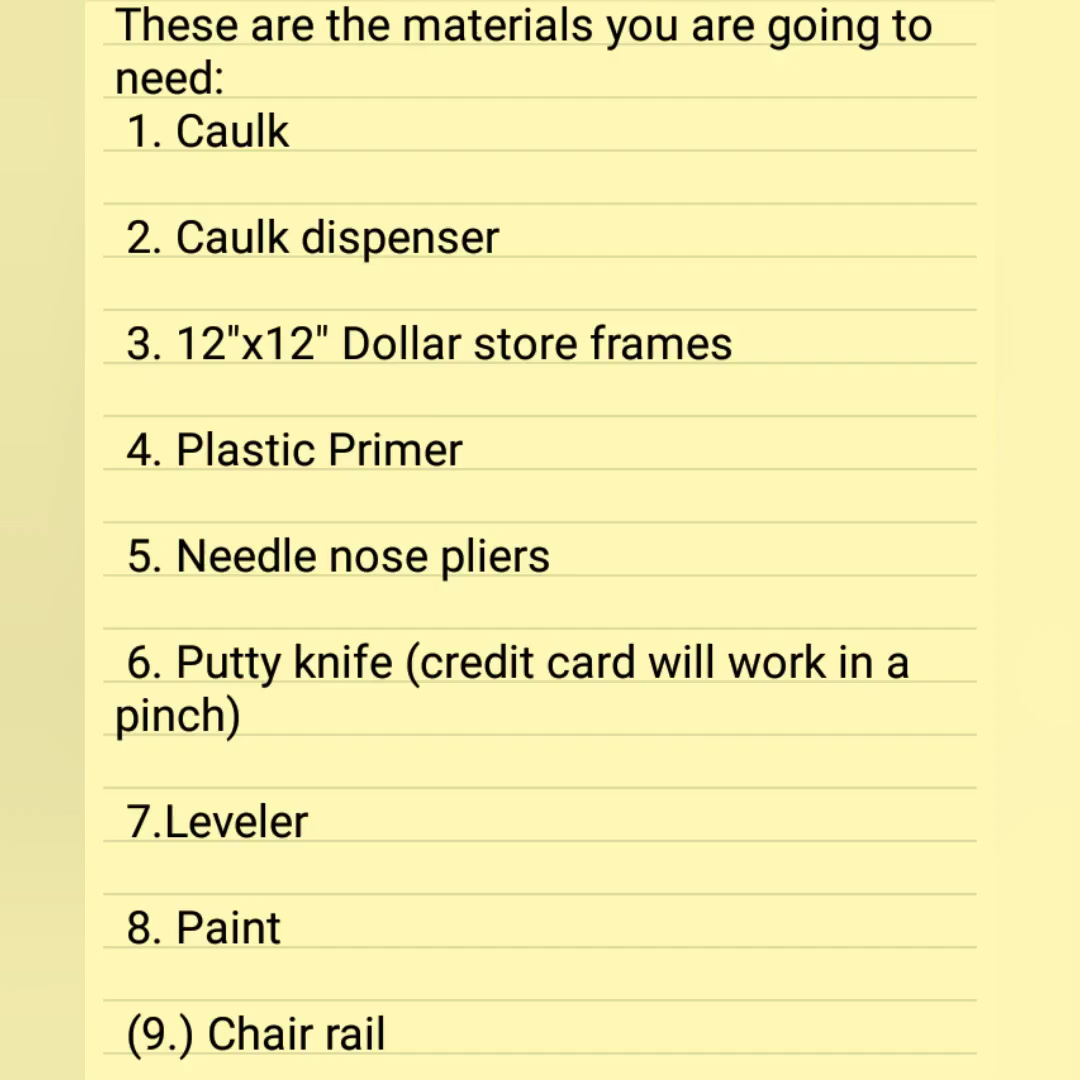 These are the materials you are going to
need:
1. Caulk
2. Caulk dispenser
3. 12"x12" Dollar store frames
4. Plastic Primer
5. Needle nose pliers
6. Putty knife (credit card will work in a
pinch)
7.Leveler
8. Paint
(9.) Chair rail